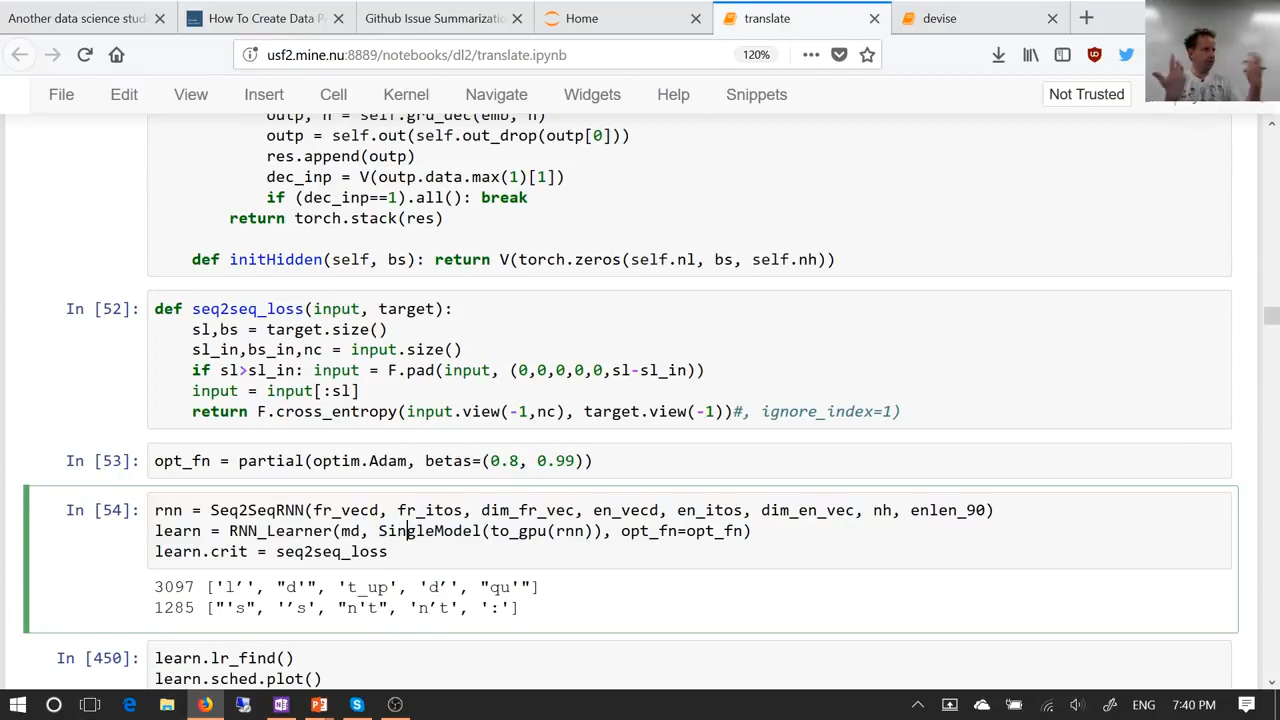 Another data science stud
How To Create Data P
Github Issue Summarizatio
Home
translate
devise
usf2.mine.nu:8889/notebooks/dl2/translate.ipynb
120%
File Edit View Insert Cell Kernel Navigate Widgets Help Snippets
Not Trusted
outp, h = self.gru_dec(emb, h)
outp = self.out(self.out_drop(outp[0]))
res.append(outp)
dec_inp = V(outp.data.max(1)[1])
if (dec_inp==1).all(): break
return torch.stack(res)
def initHidden(self, bs): return V(torch.zeros(self.nl, bs, self.nh))
In [52]:
def seq2seq_loss(input, target):
sl,bs = target.size()
sl_in,bs_in,nc = input.size()
if sl>sl_in: input = F.pad(input, (0,0,0,0,0,sl-sl_in))
input = input[:sl]
return F.cross_entropy(input.view(-1,nc), target.view(-1))#, ignore_index=1)
In [53]:
opt_fn = partial(optim.Adam, betas=(0.8, 0.99))
In [54]:
rnn = Seq2SeqRNN(fr_vecd, fr_itos, dim_fr_vec, en_vecd, en_itos, dim_en_vec, nh, enlen_90)
learn = RNN_Learner(md, SingleModel(to_gpu(rnn)), opt_fn=opt_fn)
learn.crit = seq2seq_loss
3097 ['l’', "d'", 't_up', 'd’', "qu'"]
1285 ["'s", '’s', "n't", 'n’t', ':']
In [450]:
learn.lr_find()
learn.sched.plot()
ENG
7:40 PM